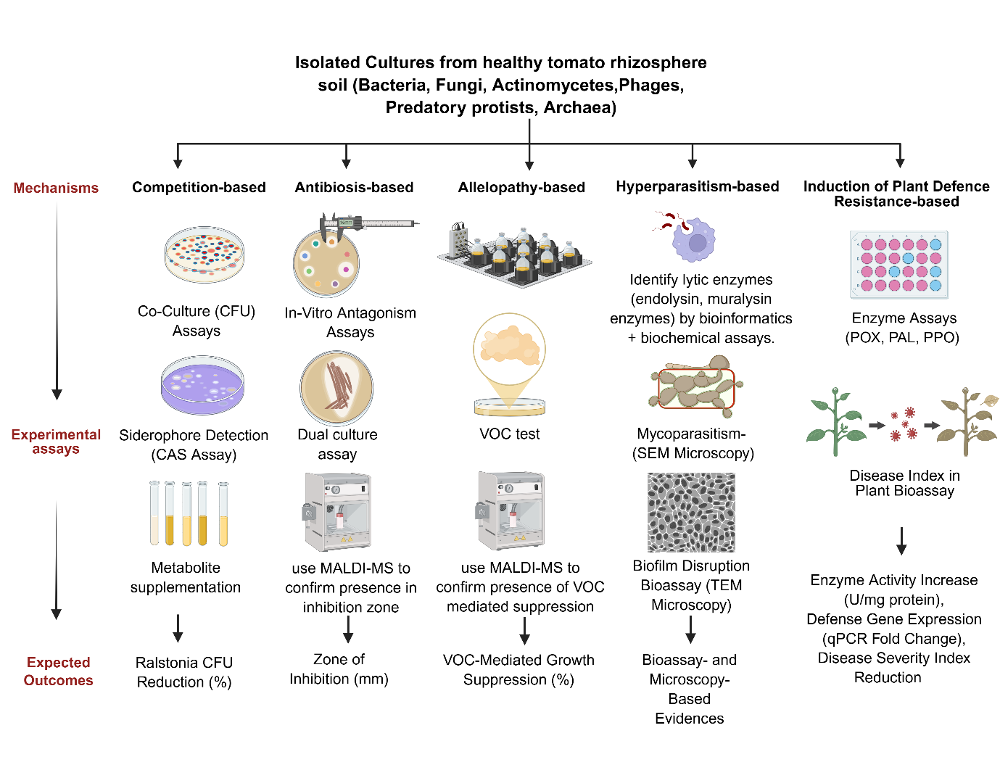 Isolated Cultures from healthy tomato rhizosphere
soil (Bacteria, Fungi, Actinomycetes,Phages,
Predatory protists, Archaea)
Mechanisms
Competition-based
Antibiosis-based
Allelopathy-based
Hyperparasitism-based
Induction of Plant Defence
Resistance-based
Co-Culture (CFU)
Assays
In-Vitro Antagonism
Assays
Identify lytic enzymes
(endolysin, muralysin
enzymes) by bioinformatics
+ biochemical assays.
Enzyme Assays
(POX, PAL, PPO)
Experimental
assays
Siderophore Detection
(CAS Assay)
Dual culture
assay
VOC test
Mycoparasitism-
(SEM Microscopy)
Disease Index in
Plant Bioassay
Metabolite
supplementation
use MALDI-MS to
confirm presence in
inhibition zone
use MALDI-MS to
confirm presence of VOC
mediated suppression
Biofilm Disruption
Bioassay (TEM
Microscopy)
Expected
Outcomes
Ralstonia CFU
Reduction (%)
Zone of
Inhibition (mm)
VOC-Mediated Growth
Suppression (%)
Bioassay- and
Microscopy-
Based
Evidences
Enzyme Activity Increase
(U/mg protein),
Defense Gene Expression
(qPCR Fold Change),
Disease Severity Index
Reduction